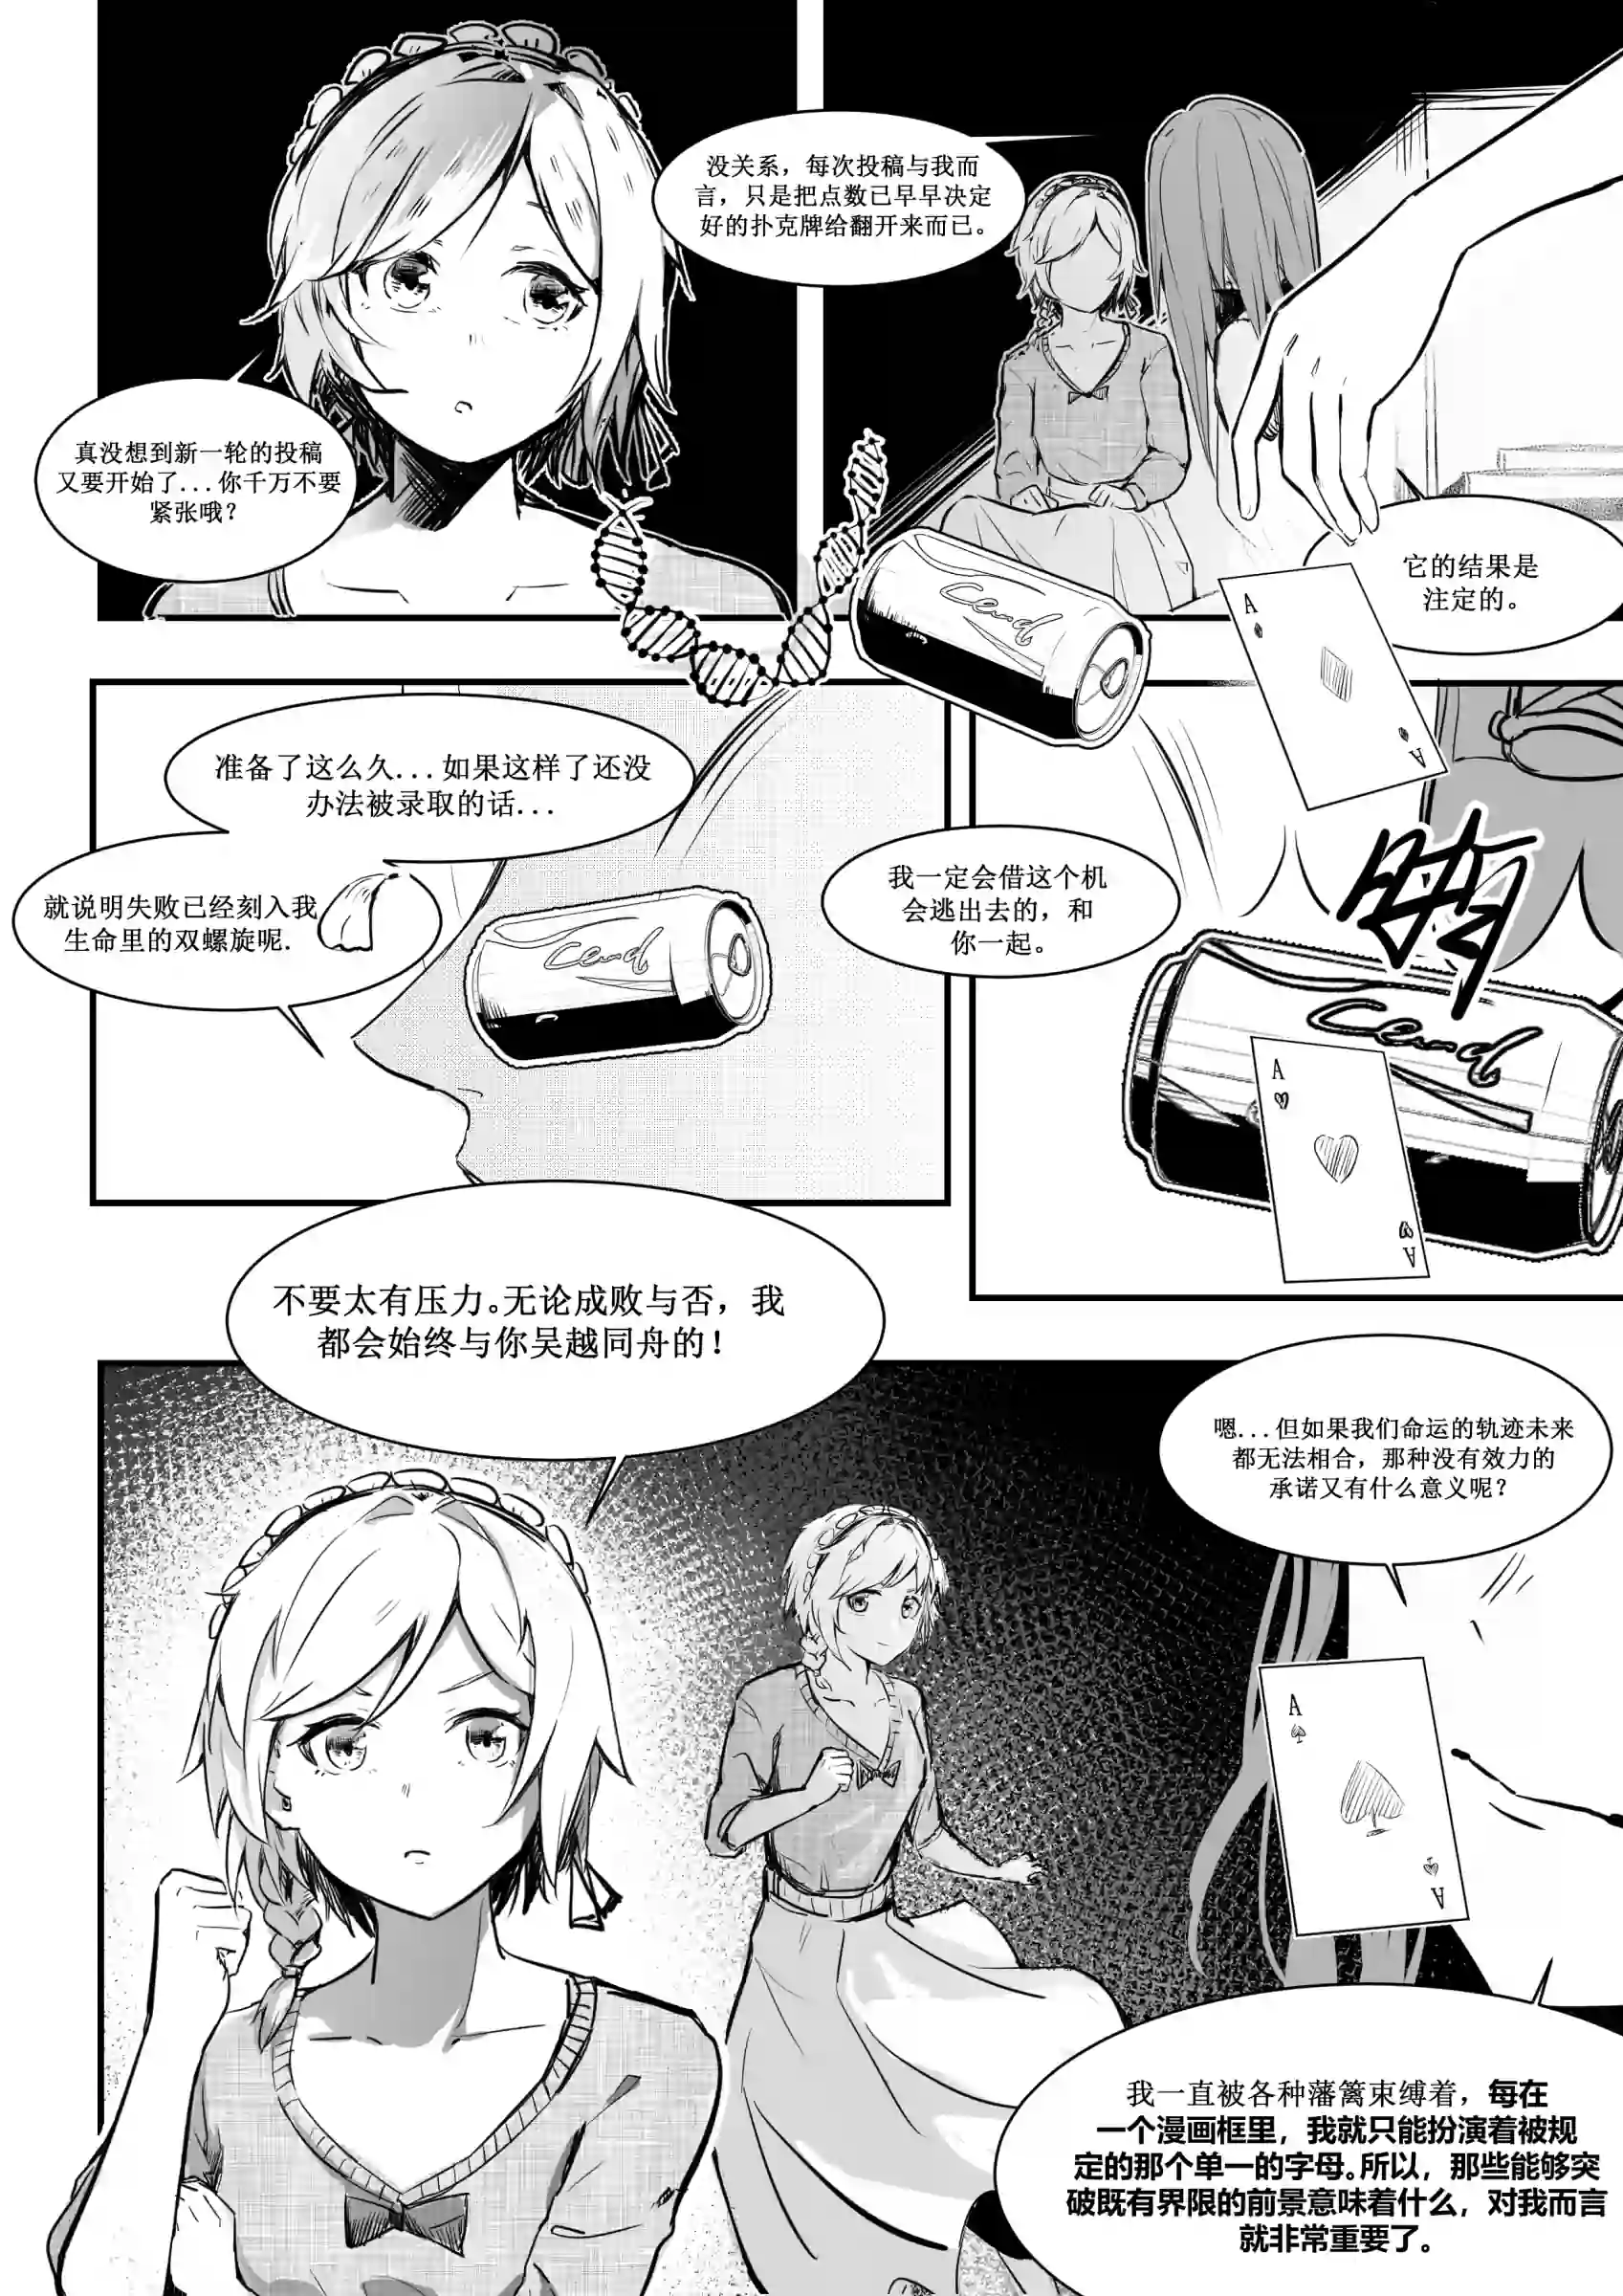 真没想到新一轮的投稿
又要开始了...你千万不要
紧张哦？
没关系，每次投稿与我而
言，只是把点数已早早决定
好的扑克牌给翻开来而已。
它的结果是
注定的。
A
A
准备了这么久...如果这样了还没
办法被录取的话...
就说明失败已经刻入我
生命里的双螺旋呢.
我一定会借这个机
会逃出去的，和
你一起。
A
A
不要太有压力。无论成败与否，我
都会始终与你吴越同舟的！
嗯...但如果我们命运的轨迹未来
都无法相合，那种没有效力的
承诺又有什么意义呢？
A
A
我一直被各种藩篱束缚着，每在
一个漫画框里，我就只能扮演着被规
定的那个单一的字母。所以，那些能够突
破既有界限的前景意味着什么，对我而言
就非常重要了。